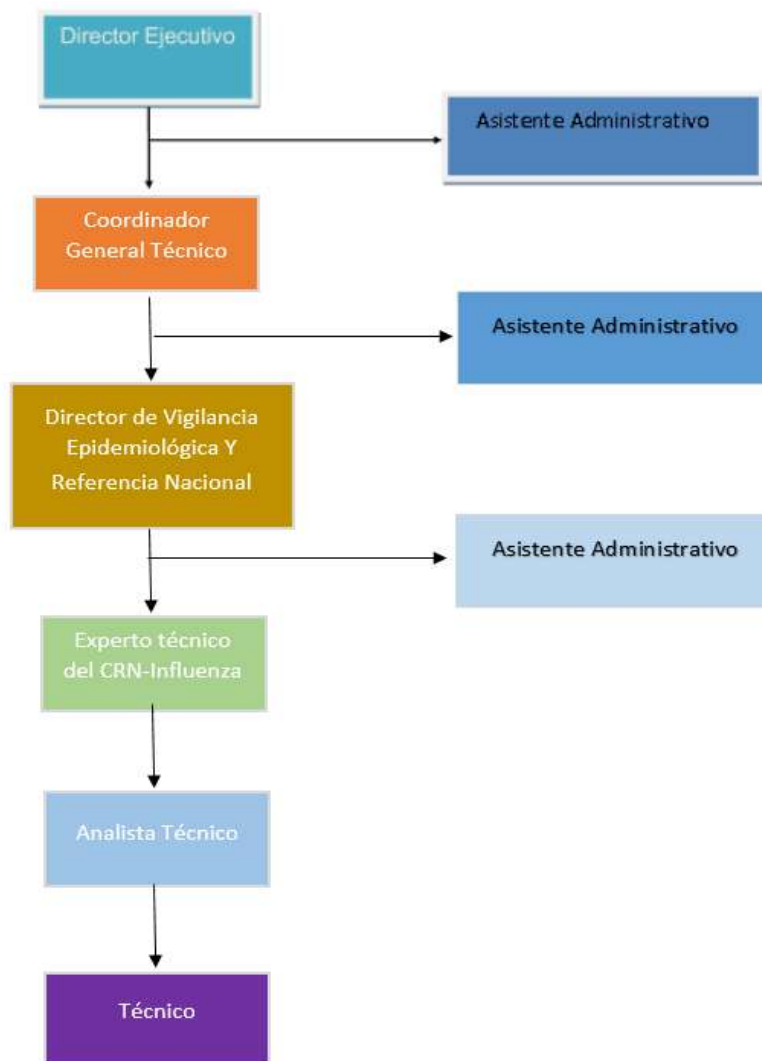 Director Ejecutivo
Asistente Administrativo
Coordinador
General Técnico
Asistente Administrativo
Director de Vigilancia
Epidemiológica Y
Referencia Nacional
Asistente Administrativo
Experto técnico
del CRN-Influenza
Analista Técnico
Técnico